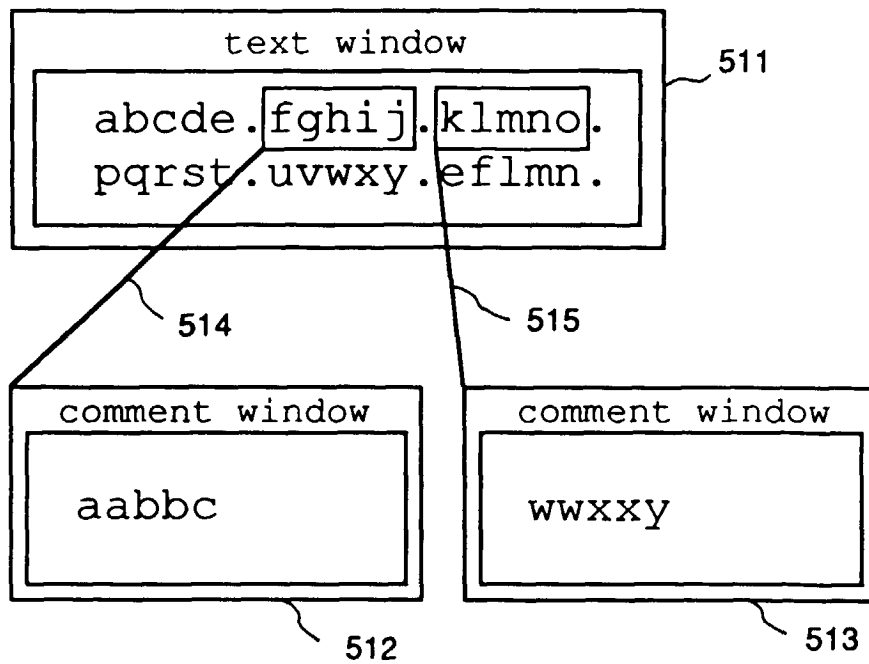 text window
511
abcde.fghij.klmno.
pqrst.uvwxy.eflmn.
514
515
comment window
comment window
aabbc
wwxxy
512
513